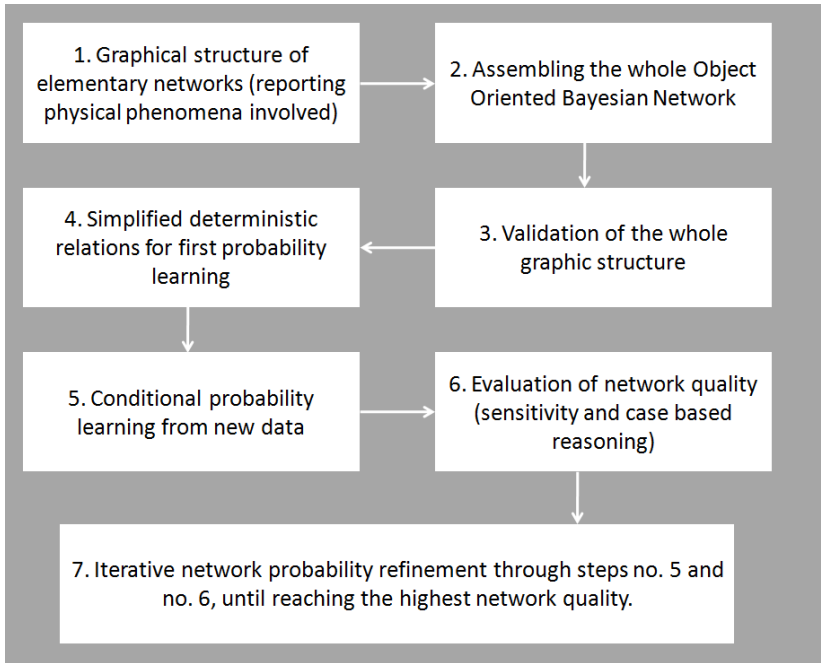 1. Graphical structure of
elementary networks (reporting
physical phenomena involved)
2. Assembling the whole Object
Oriented Bayesian Network
3. Validation of the whole
graphic structure
4. Simplified deterministic
relations for first probability
learning
5. Conditional probability
learning from new data
6. Evaluation of network quality
(sensitivity and case based
reasoning)
7. Iterative network probability refinement through steps no. 5 and
no. 6, until reaching the highest network quality.